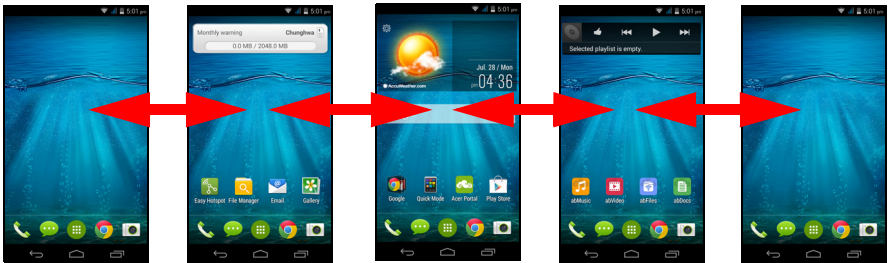 5:01 pm
5:01 pm
Monthly warning Chunghwa
0.0 MB / 2048.0 MB
Easy Hotspot File Manager Email Gallery
5:01 pm
Jul. 28 / Mon
AccuWeather.com pm 04 36
Google Quick Mode Acer Portal Play Store
5:01 pm
Selected playlist is empty.
abMusic abVideo abFiles abDocs
5:01 pm